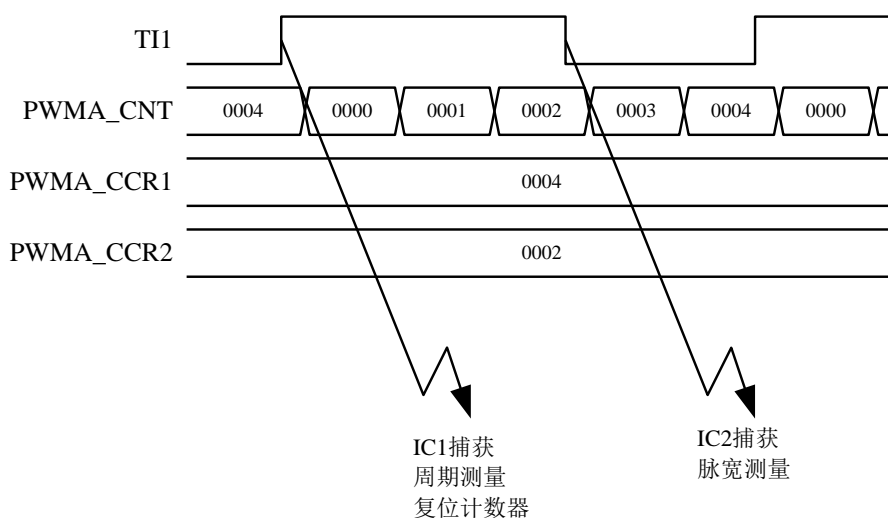 TI1
PWMA_CNT 0004 0000 0001 0002 0003 0004 0000
PWMA_CCR1 0004
PWMA_CCR2 0002
IC1捕获
周期测量
复位计数器
IC2捕获
脉宽测量